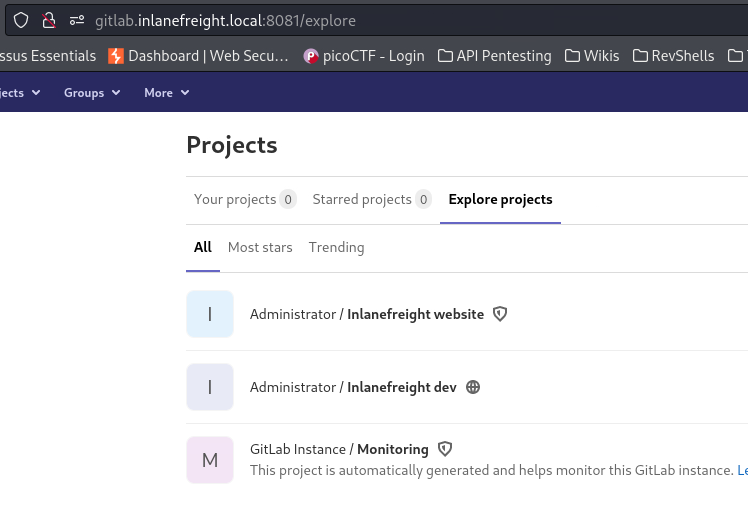 gitlab.inlanefreight.local:8081/explore
ssus Essentials Dashboard | Web Secu… picoCTF - Login API Pentesting Wikis RevShells
jects Groups More
Projects
Your projects 0 Starred projects 0 Explore projects
All Most stars Trending
I Administrator / Inlanefreight website
I Administrator / Inlanefreight dev
M GitLab Instance / Monitoring
This project is automatically generated and helps monitor this GitLab instance. Le